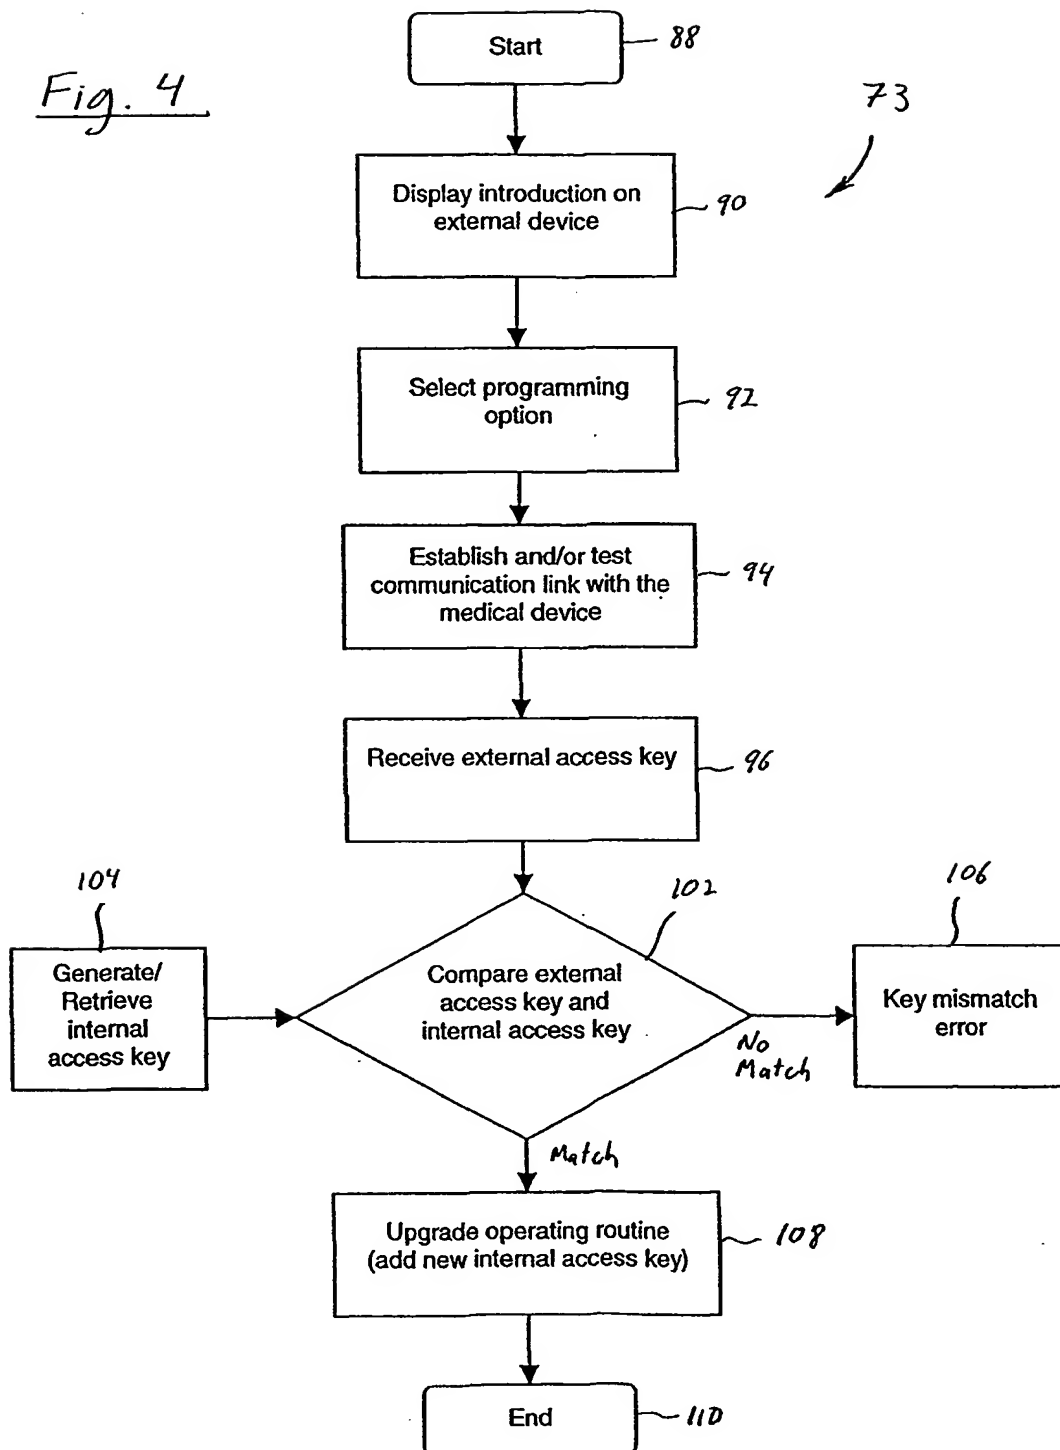 Start
88
Fig. 4
73
Display introduction on
external device
90
Select programming
option
92
Establish and/or test
communication link with the
medical device
94
Receive external access key
96
104
102
106
Generate/
Retrieve
internal
access key
Compare external
access key and
internal access key
Key mismatch
error
No
Match
Match
Upgrade operating routine
(add new internal access key)
108
End
110